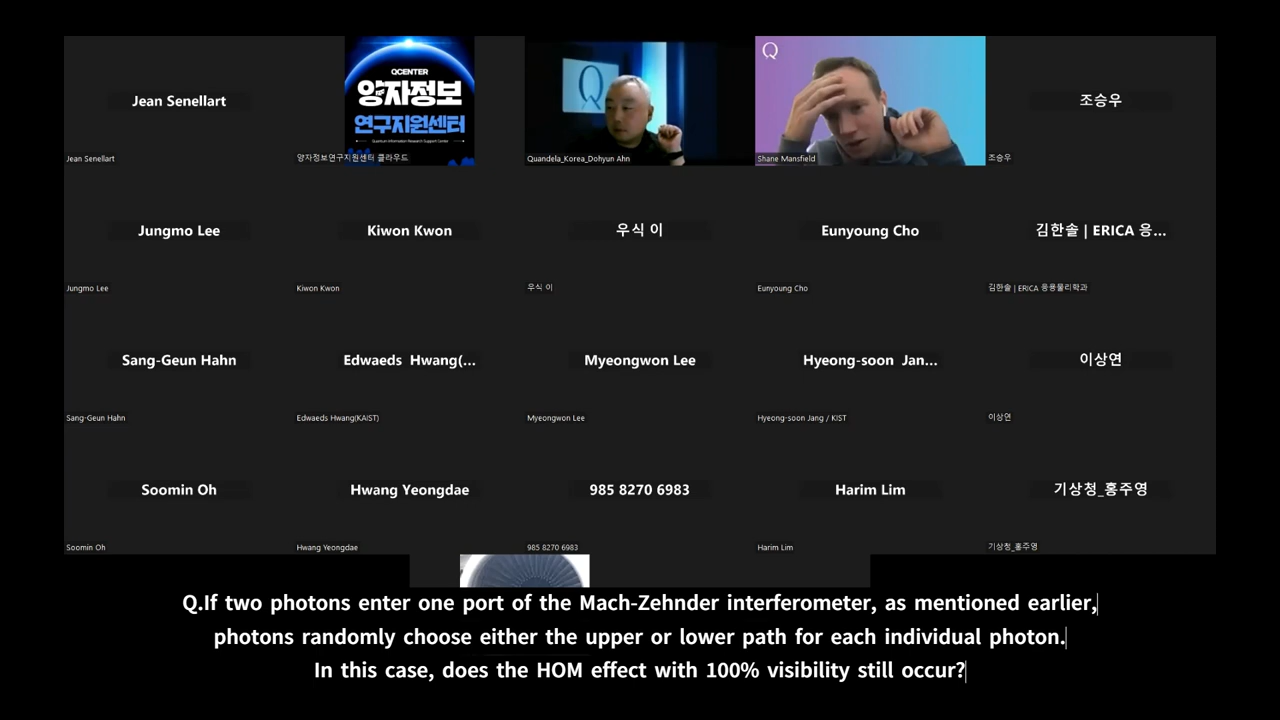 Jean Senellart
Jean Senellart
QCENTER
양자정보
연구지원센터
Quantum Information Research Support Center
양자정보연구지원센터 클라우드
Q
Quandela_Korea_Dohyun Ahn
Q
Shane Mansfield
조승우
조승우
Jungmo Lee
Jungmo Lee
Kiwon Kwon
Kiwon Kwon
우식 이
우식 이
Eunyoung Cho
Eunyoung Cho
김한솔 | ERICA 응...
김한솔 | ERICA 응용물리학과
Sang-Geun Hahn
Sang-Geun Hahn
Edwaeds Hwang(...
Edwaeds Hwang(KAIST)
Myeongwon Lee
Myeongwon Lee
Hyeong-soon Jan...
Hyeong-soon Jang / KIST
이상연
이상연
Soomin Oh
Soomin Oh
Hwang Yeongdae
Hwang Yeongdae
985 8270 6983
985 8270 6983
Harim Lim
Harim Lim
기상청_홍주영
기상청_홍주영
Q.If two photons enter one port of the Mach-Zehnder interferometer, as mentioned earlier,
photons randomly choose either the upper or lower path for each individual photon.
In this case, does the HOM effect with 100% visibility still occur?